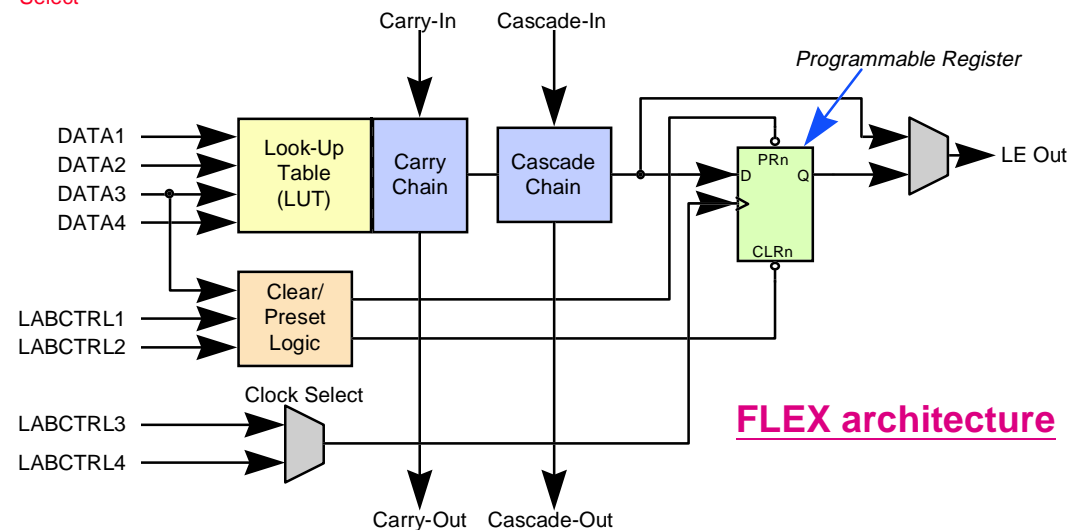 Select
Carry-In
Cascade-In
Programmable Register
DATA1
DATA2
DATA3
DATA4
Look-Up
Table
(LUT)
Carry
Chain
Cascade
Chain
PRn
D
Q
CLRn
LE Out
LABCTRL1
LABCTRL2
Clear/
Preset
Logic
Clock Select
LABCTRL3
LABCTRL4
FLEX architecture
Carry-Out
Cascade-Out